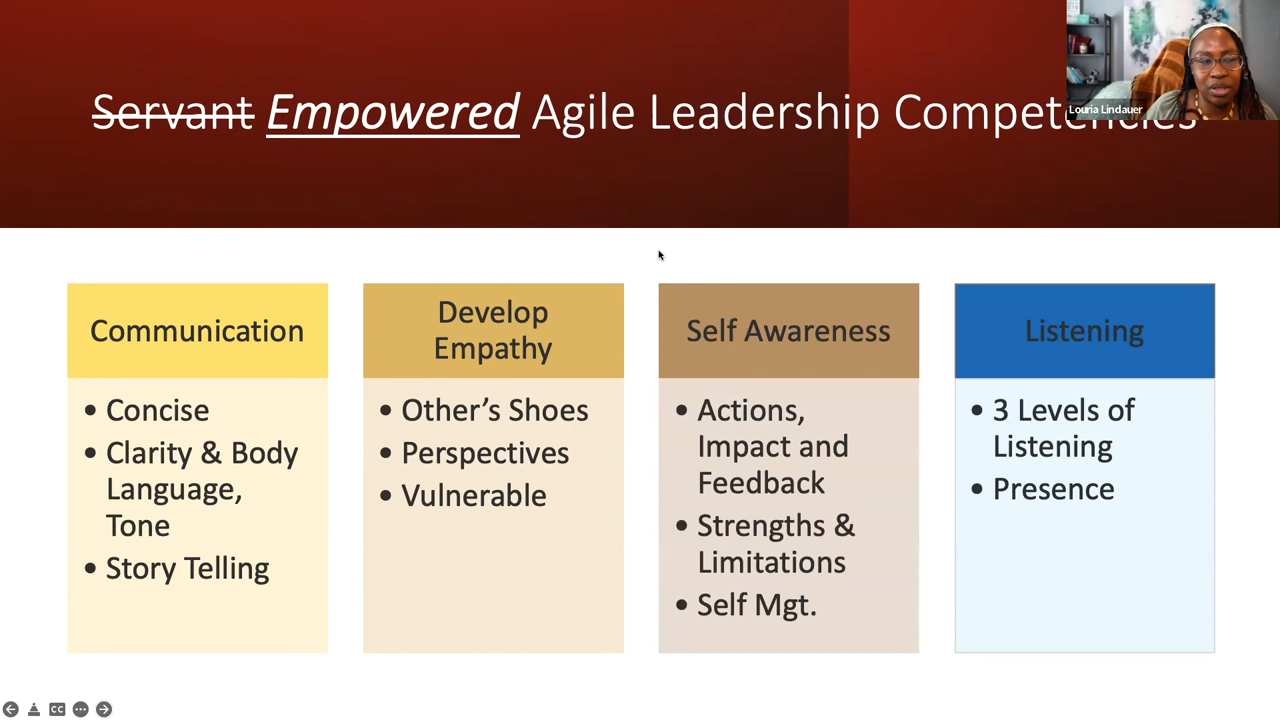 Servant Empowered Agile Leadership Competencies
Louria Lindauer
Communication
• Concise
• Clarity & Body
Language,
Tone
• Story Telling
Develop
Empathy
• Other’s Shoes
• Perspectives
• Vulnerable
Self Awareness
• Actions,
Impact and
Feedback
• Strengths &
Limitations
• Self Mgt.
Listening
• 3 Levels of
Listening
• Presence
CC